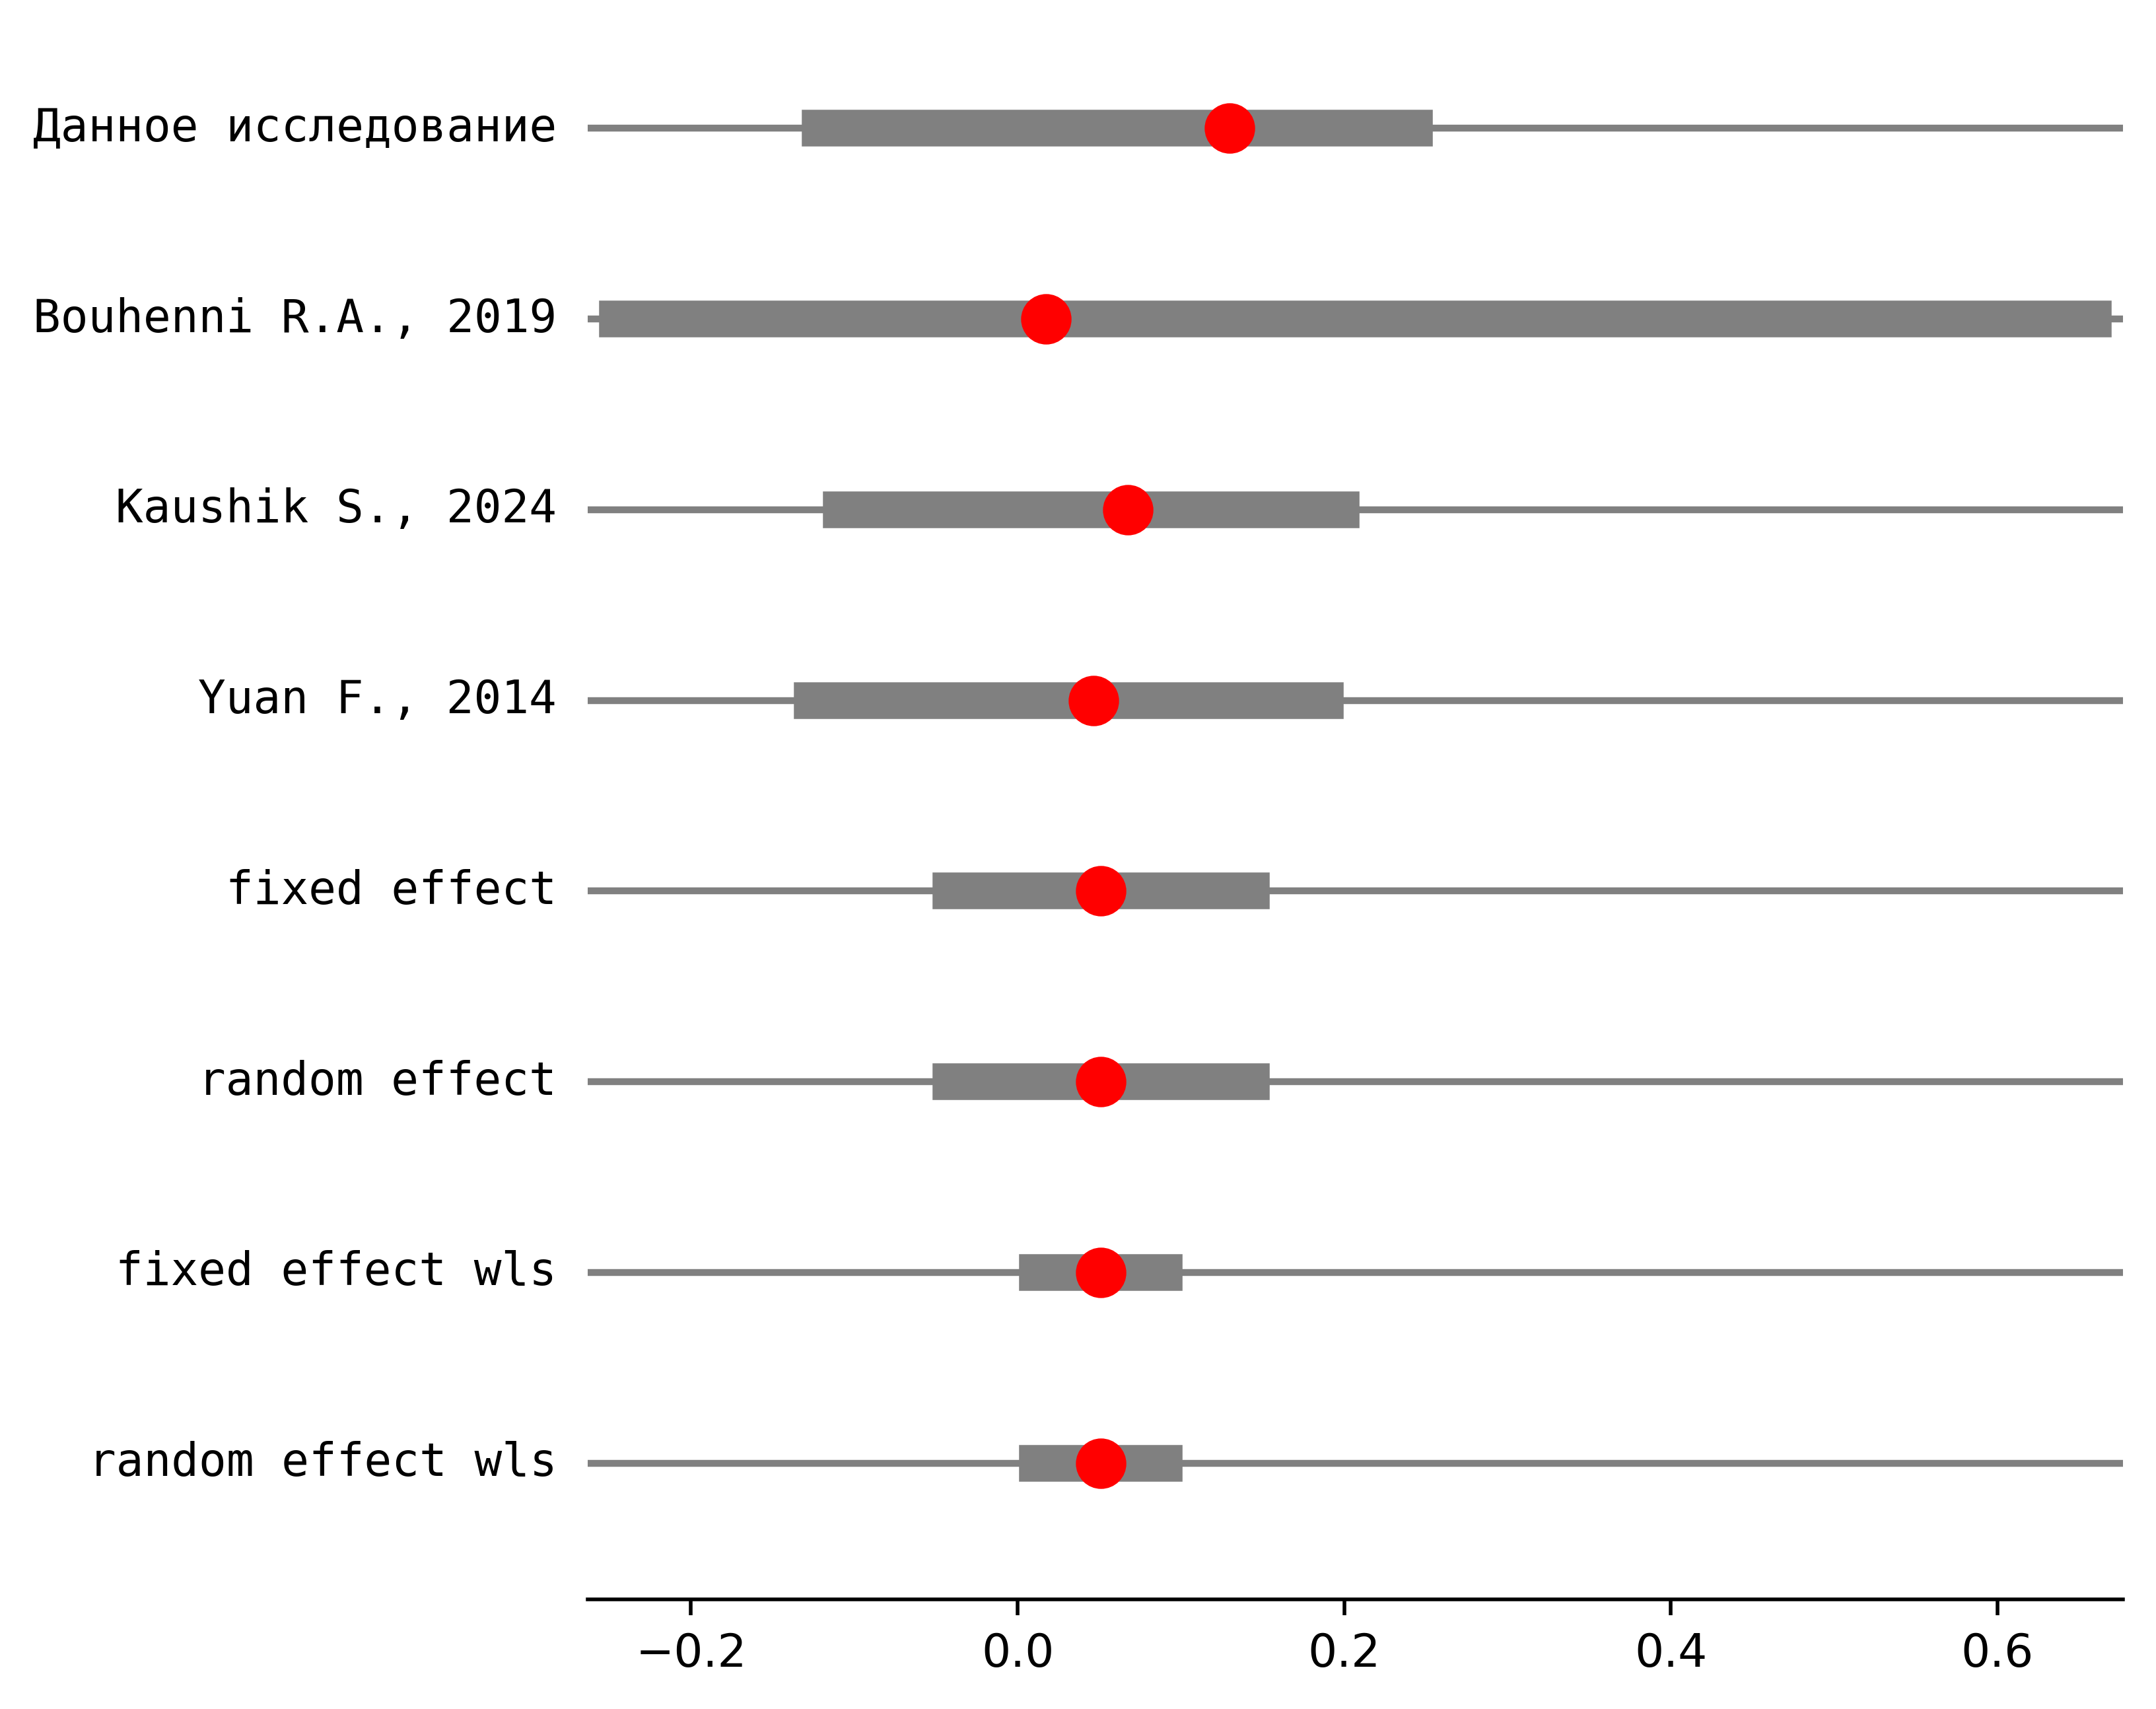 Данное исследование
Bouhenni R.A., 2019
Kaushik S., 2024
Yuan F., 2014
fixed effect
random effect
fixed effect wls
random effect wls
−0.2 0.0 0.2 0.4 0.6